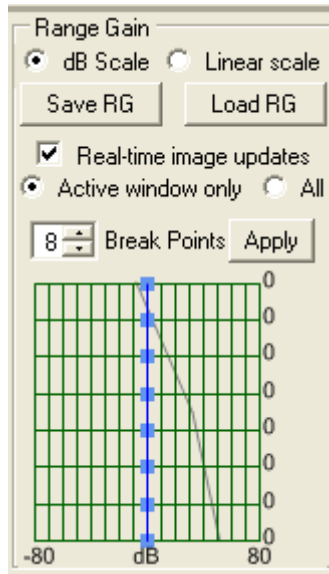 Range Gain
dB Scale Linear scale
Save RG Load RG
Real-time image updates
Active window only All
8 Break Points Apply
0
0
0
0
0
0
0
0
-80 dB 80